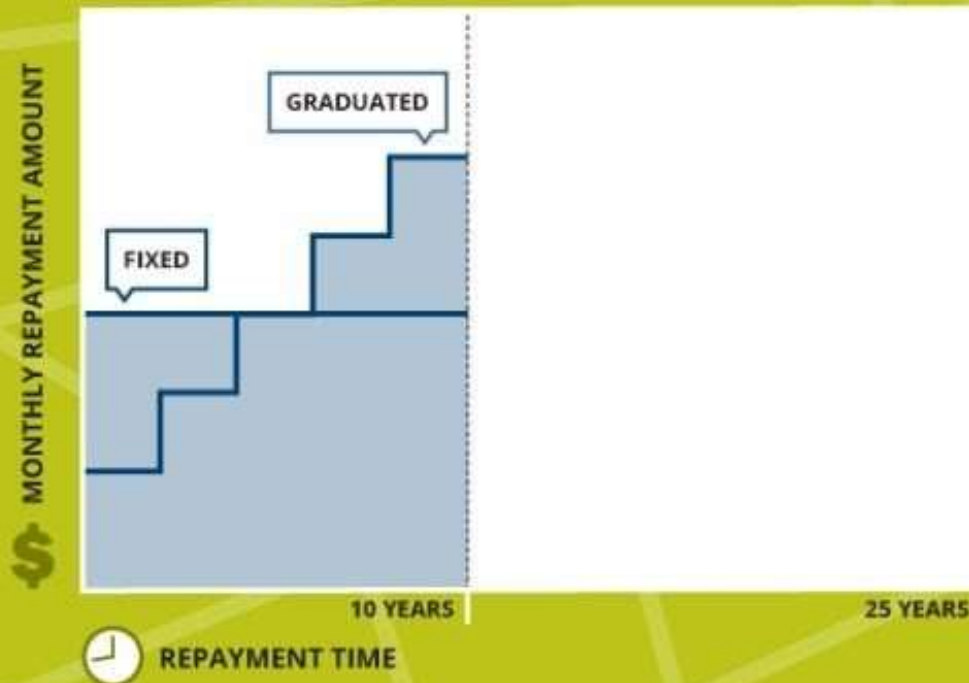 GRADUATED
FIXED
$ MONTHLY REPAYMENT AMOUNT
10 YEARS
25 YEARS
REPAYMENT TIME